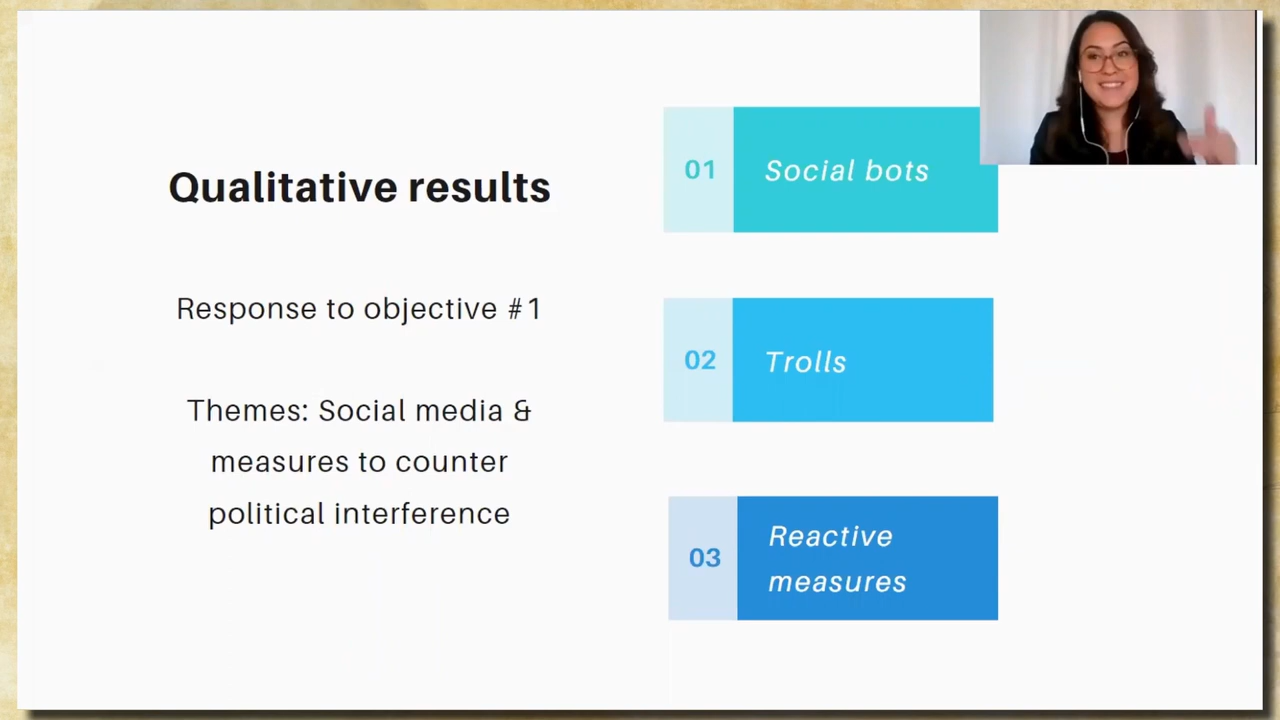 Qualitative results
Response to objective #1
Themes: Social media &
measures to counter
political interference
01
Social bots
02
Trolls
03
Reactive
measures